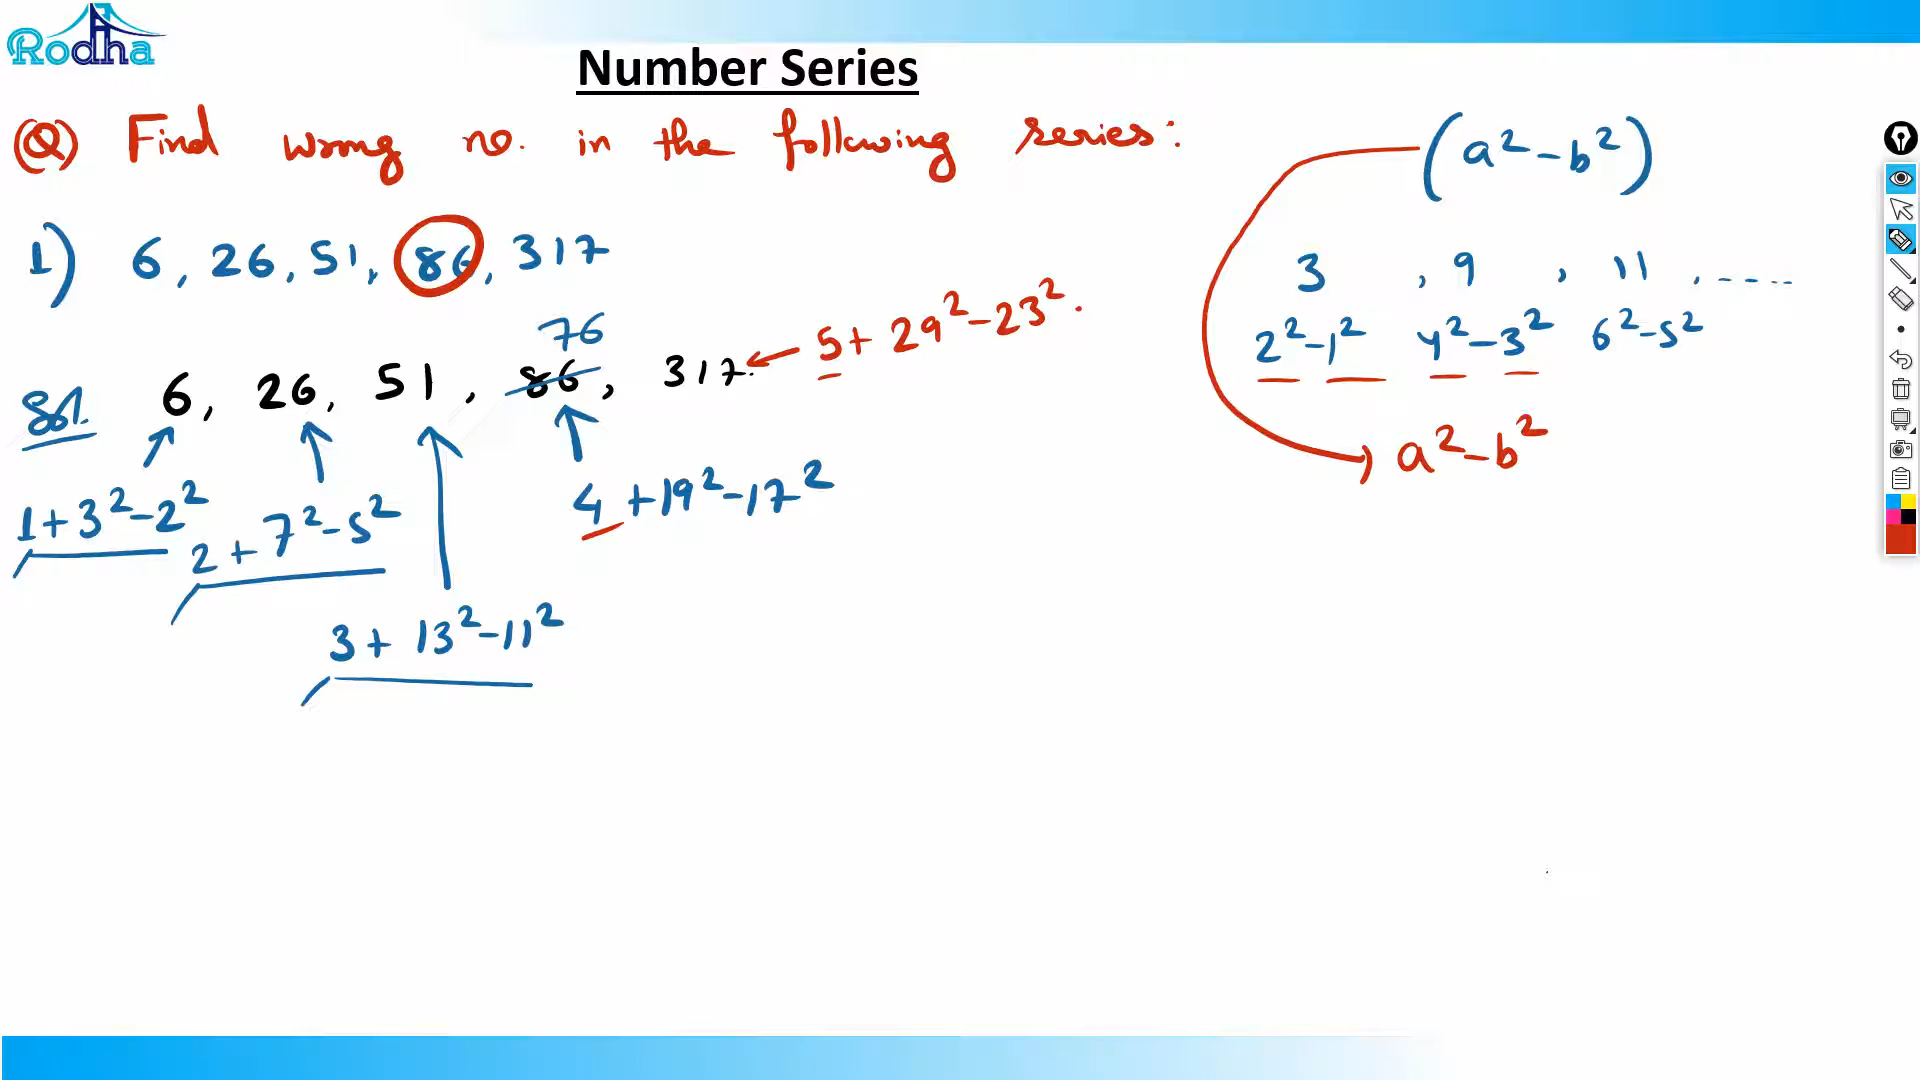 Rodha
Number Series
(Q) Find wrong no. in the following series:
1) 6, 26, 51, 86, 317
76
Sol. 6, 26, 51, 86, 317.
5 + 29² - 23².
1 + 3² - 2²
2 + 7² - 5²
3 + 13² - 11²
4 + 19² - 17²
(a² - b²)
3, 9, 11, .....
2² - 1² 4² - 3² 6² - 5²
a² - b²